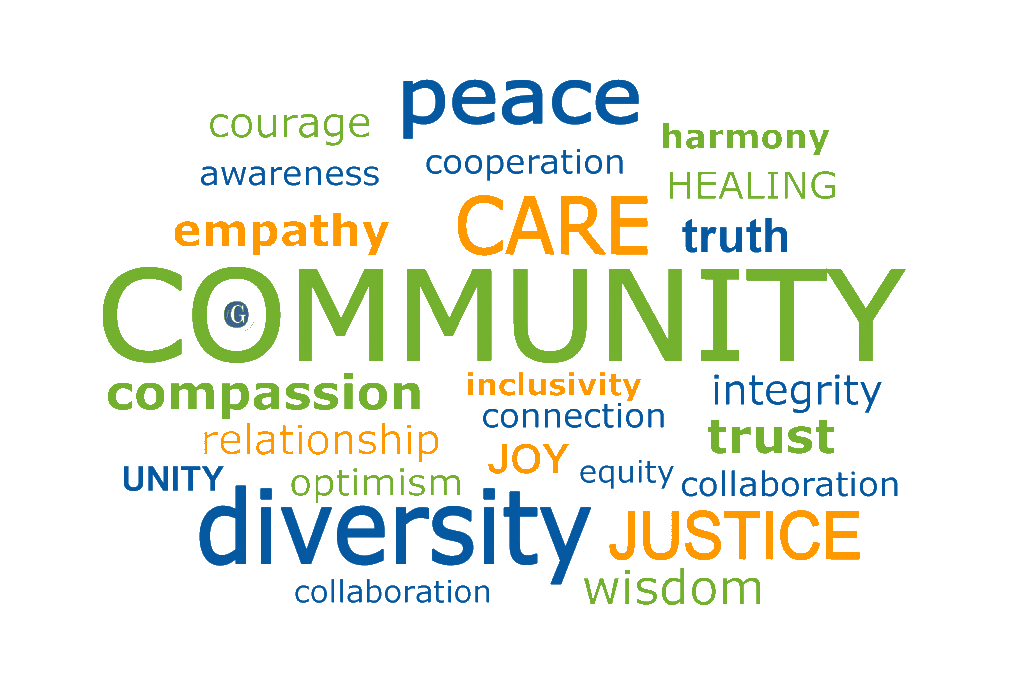 peace
courage
harmony
cooperation
awareness
HEALING
empathy
CARE
truth
COMMUNITY
G
compassion
inclusivity
integrity
connection
relationship
trust
JOY
UNITY
optimism
equity
collaboration
diversity
JUSTICE
collaboration
wisdom